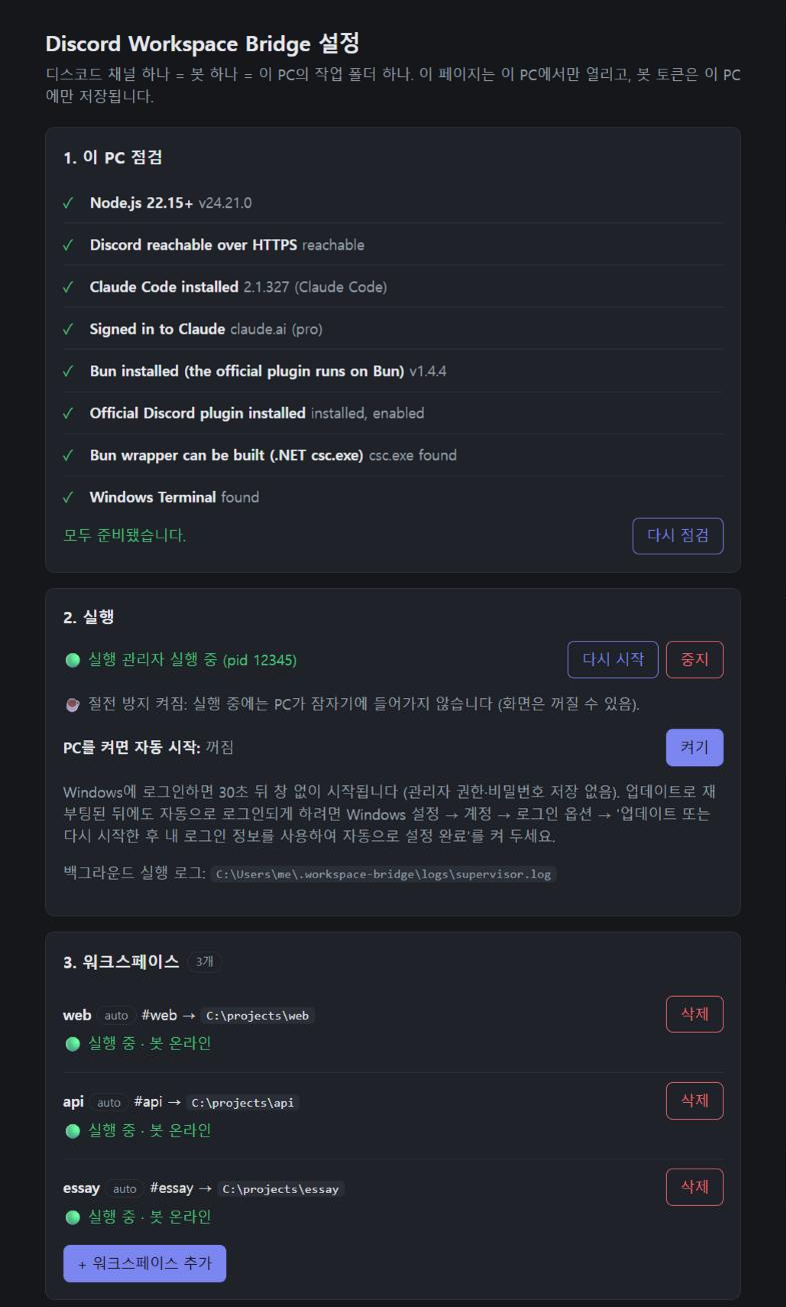 Discord Workspace Bridge 설정
디스코드 채널 하나 = 봇 하나 = 이 PC의 작업 폴더 하나. 이 페이지는 이 PC에서만 열리고, 봇 토큰은 이 PC
에만 저장됩니다.
1. 이 PC 점검
✓ Node.js 22.15+ v24.21.0
✓ Discord reachable over HTTPS reachable
✓ Claude Code installed 2.1.327 (Claude Code)
✓ Signed in to Claude claude.ai (pro)
✓ Bun installed (the official plugin runs on Bun) v1.4.4
✓ Official Discord plugin installed installed, enabled
✓ Bun wrapper can be built (.NET csc.exe) csc.exe found
✓ Windows Terminal found
모두 준비됐습니다. 다시 점검
2. 실행
실행 관리자 실행 중 (pid 12345) 다시 시작 중지
절전 방지 켜짐: 실행 중에는 PC가 잠자기에 들어가지 않습니다 (화면은 꺼질 수 있음).
PC를 켜면 자동 시작: 꺼짐 켜기
Windows에 로그인하면 30초 뒤 창 없이 시작됩니다 (관리자 권한·비밀번호 저장 없음). 업데이트로 재
부팅된 뒤에도 자동으로 로그인되게 하려면 Windows 설정 → 계정 → 로그인 옵션 → '업데이트 또는
다시 시작한 후 내 로그인 정보를 사용하여 자동으로 설정 완료'를 켜 두세요.
백그라운드 실행 로그: C:\Users\me\.workspace-bridge\logs\supervisor.log
3. 워크스페이스 3개
web auto #web → C:\projects\web 삭제
실행 중 · 봇 온라인
api auto #api → C:\projects\api 삭제
실행 중 · 봇 온라인
essay auto #essay → C:\projects\essay 삭제
실행 중 · 봇 온라인
+ 워크스페이스 추가